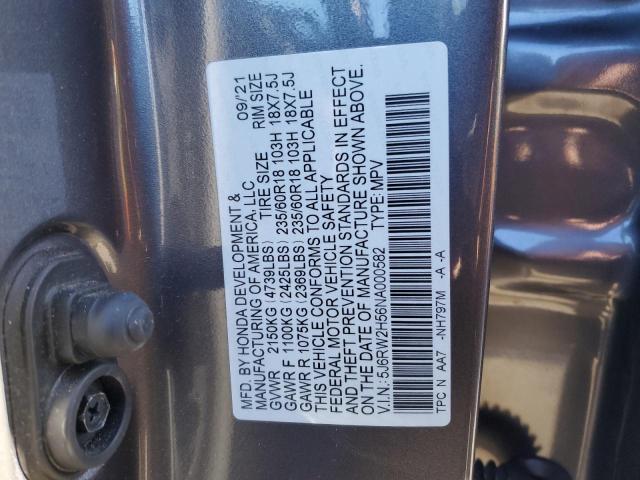 MFD. BY HONDA DEVELOPMENT & 09/'21
MANUFACTURING OF AMERICA, LLC. TIRE SIZE RIM SIZE
GVWR 2150KG (4739LBS)
GAWR F 1100KG (2425LBS) 235/60R18 103H 18X7.5J
GAWR R 1075KG (2369LBS) 235/60R18 103H 18X7.5J
THIS VEHICLE CONFORMS TO ALL APPLICABLE
FEDERAL MOTOR VEHICLE SAFETY
AND THEFT PREVENTION STANDARDS IN EFFECT
ON THE DATE OF MANUFACTURE SHOWN ABOVE.
V.I.N.:5J6RW2H56NA000582 TYPE:MPV
TPC N AA7 -NH797M -A -A